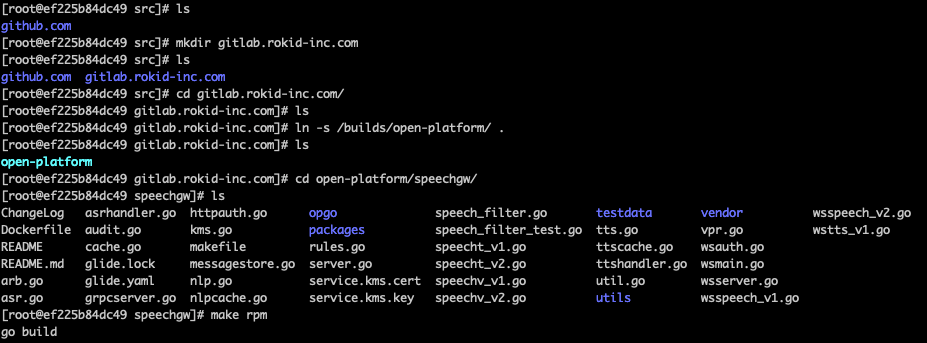 [root@ef225b84dc49 src]# ls
github.com
[root@ef225b84dc49 src]# mkdir gitlab.rokid-inc.com
[root@ef225b84dc49 src]# ls
github.com  gitlab.rokid-inc.com
[root@ef225b84dc49 src]# cd gitlab.rokid-inc.com/
[root@ef225b84dc49 gitlab.rokid-inc.com]# ls
[root@ef225b84dc49 gitlab.rokid-inc.com]# ln -s /builds/open-platform/ .
[root@ef225b84dc49 gitlab.rokid-inc.com]# ls
open-platform
[root@ef225b84dc49 gitlab.rokid-inc.com]# cd open-platform/speechgw/
[root@ef225b84dc49 speechgw]# ls
ChangeLog   asrhandler.go  httpauth.go      opgo              speech_filter.go       testdata       vendor          wsspeech_v2.go
Dockerfile  audit.go       kms.go           packages          speech_filter_test.go  tts.go         vpr.go          wstts_v1.go
README      cache.go       makefile         rules.go          speecht_v1.go          ttscache.go    wsauth.go
README.md   glide.lock     messagestore.go  server.go         speecht_v2.go          ttshandler.go  wsmain.go
arb.go      glide.yaml     nlp.go           service.kms.cert  speechv_v1.go          util.go        wsserver.go
asr.go      grpcserver.go  nlpcache.go      service.kms.key   speechv_v2.go          utils          wsspeech_v1.go
[root@ef225b84dc49 speechgw]# make rpm
go build